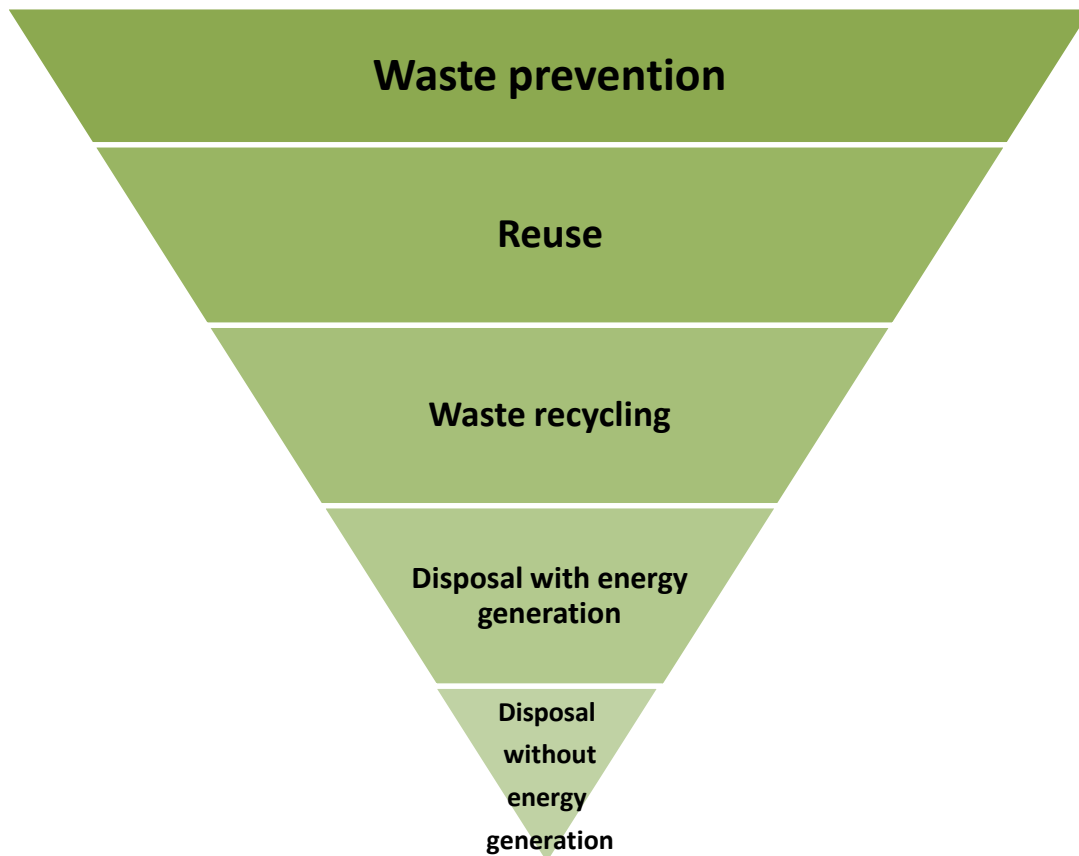 Waste prevention
Reuse
Waste recycling
Disposal with energy
generation
Disposal
without
energy
generation